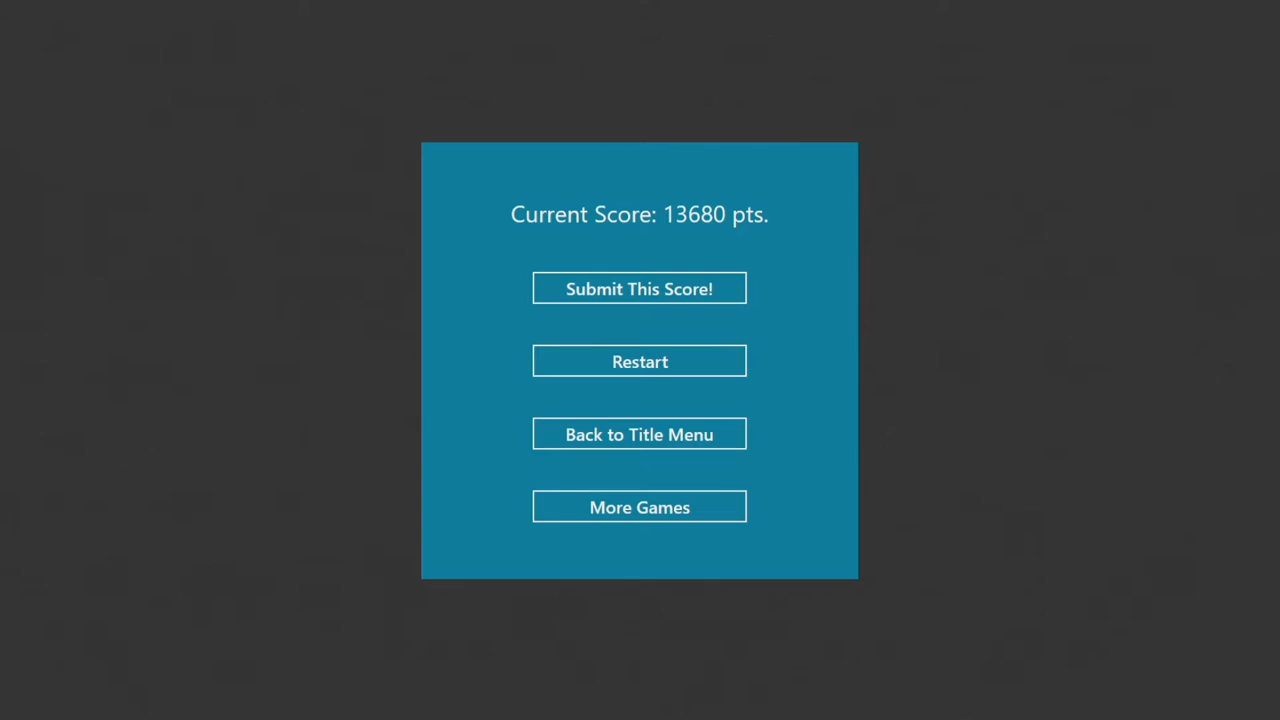 Current Score: 13680 pts.
Submit This Score!
Restart
Back to Title Menu
More Games